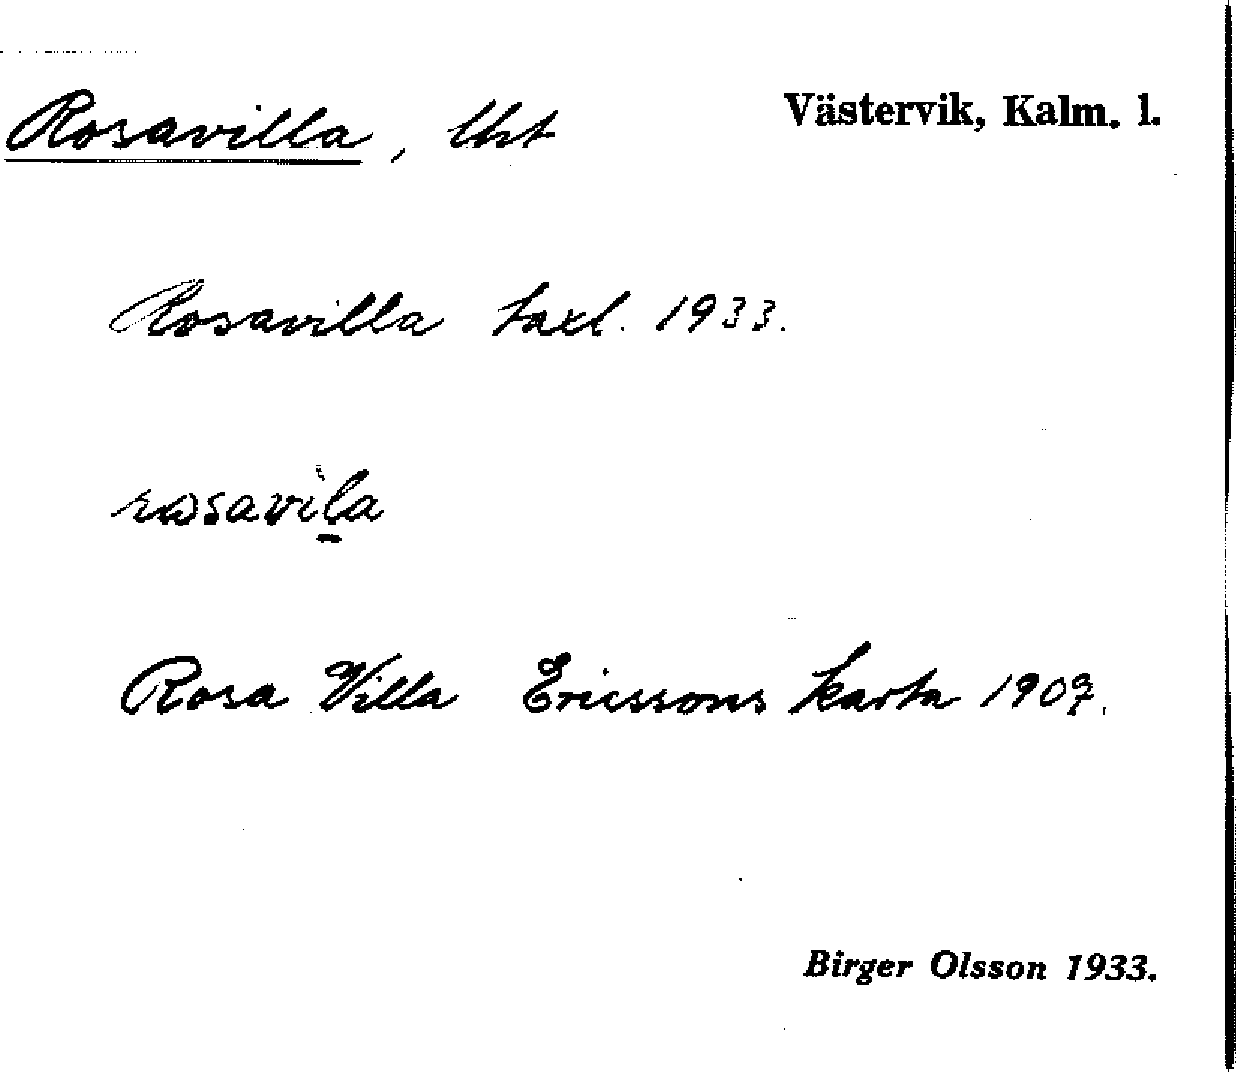 Rosavilla, lht Västervik, Kalm. l.
Rosavilla taxl. 1933.
rosavila
Rosa Villa Ericssons karta 1907.
Birger Olsson 1933.